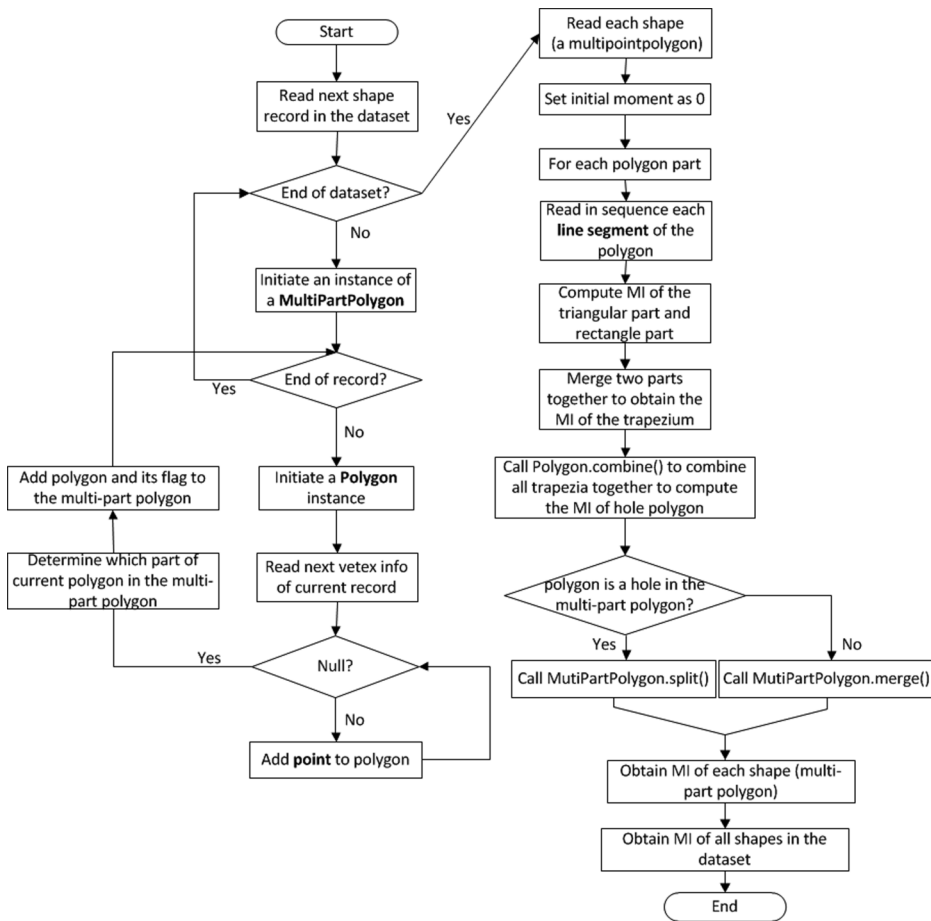 Start
Read next shape
record in the dataset
End of dataset?
Yes
No
Initiate an instance of
a MultiPartPolygon
End of record?
Yes
No
Initiate a Polygon
instance
Read next vetex info
of current record
Null?
Yes
No
Add point to polygon
Determine which part of
current polygon in the multi-
part polygon
Add polygon and its flag to
the multi-part polygon
Read each shape
(a multipointpolygon)
Set initial moment as 0
For each polygon part
Read in sequence each
line segment of the
polygon
Compute MI of the
triangular part and
rectangle part
Merge two parts
together to obtain the
MI of the trapezium
Call Polygon.combine() to combine
all trapezia together to compute
the MI of hole polygon
polygon is a hole in the
multi-part polygon?
Yes
No
Call MutiPartPolygon.split()
Call MutiPartPolygon.merge()
Obtain MI of each shape (multi-
part polygon)
Obtain MI of all shapes in the
dataset
End